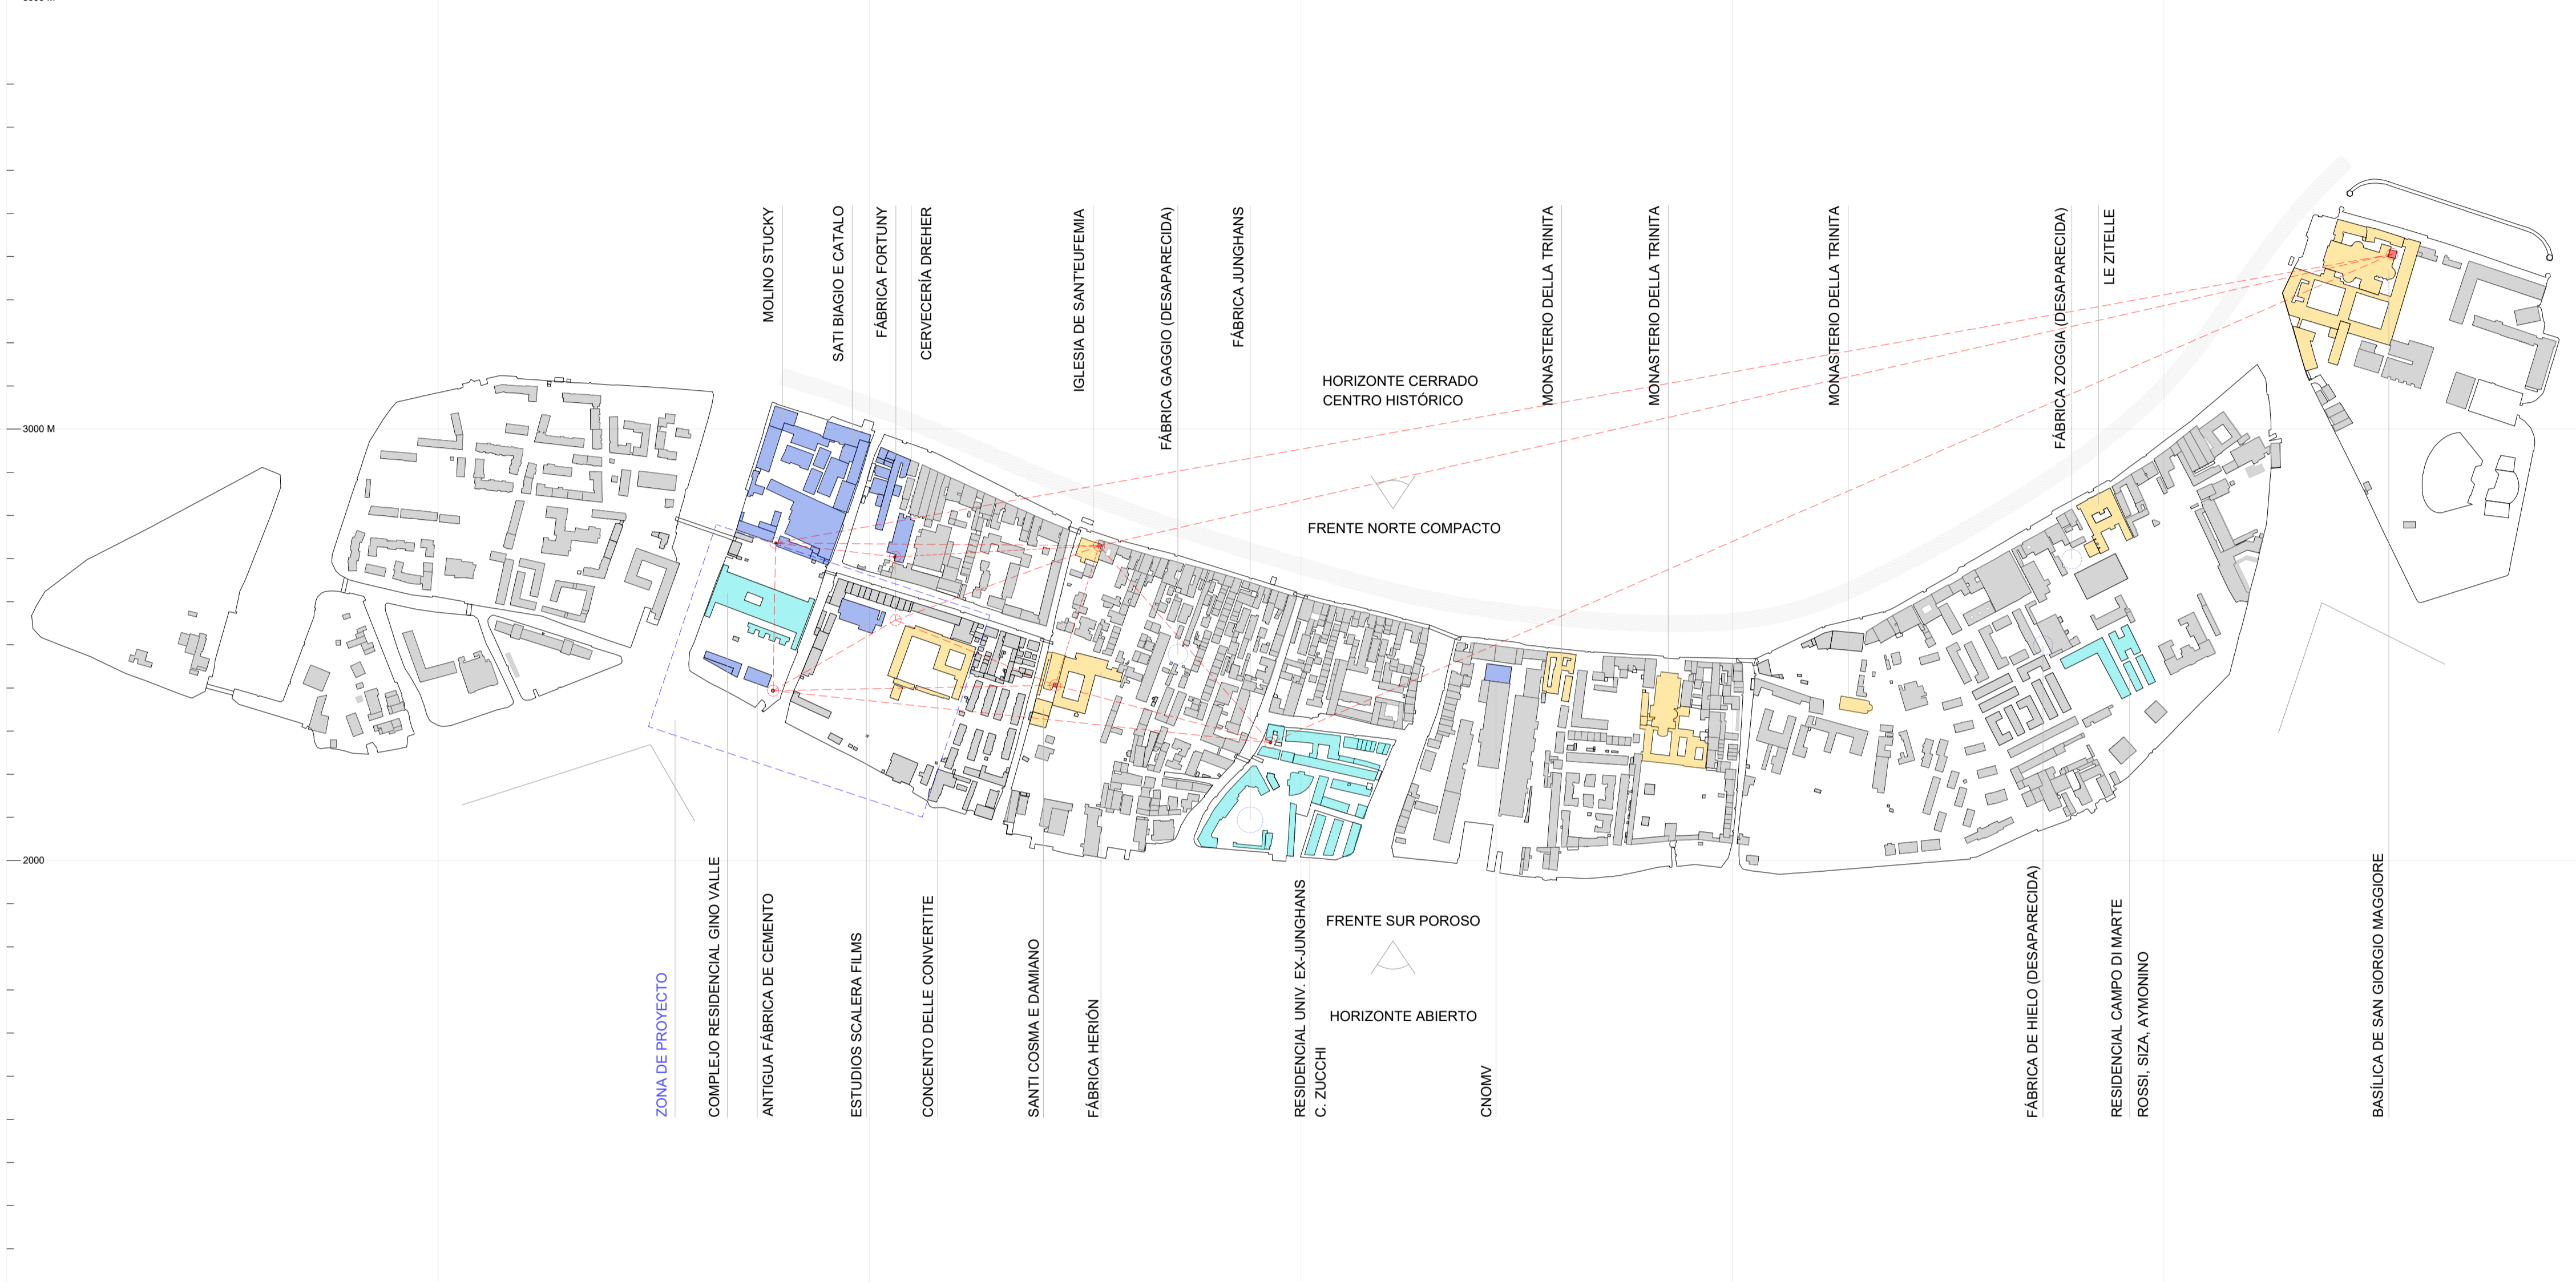 MOLINO STUCKY
SATI BIAGIO E CATALO
FÁBRICA FORTUNY
CERVECERÍA DREHER
IGLESIA DE SANT'EUFEMIA
FÁBRICA GAGGIO (DESAPARECIDA)
FÁBRICA JUNGHANS
MONASTERIO DELLA TRINITA
MONASTERIO DELLA TRINITA
MONASTERIO DELLA TRINITA
FÁBRICA ZOGGIA (DESAPARECIDA)
LE ZITELLE
HORIZONTE CERRADO
CENTRO HISTÓRICO
3000 M
FRENTE NORTE COMPACTO
2000
FRENTE SUR POROSO
HORIZONTE ABIERTO
ZONA DE PROYECTO
COMPLEJO RESIDENCIAL GINO VALLE
ANTIGUA FÁBRICA DE CEMENTO
ESTUDIOS SCALERA FILMS
CONCENTO DELLE CONVERTITE
SANTI COSMA E DAMIANO
FÁBRICA HERIÓN
RESIDENCIAL UNIV. EX-JUNGHANS
C. ZUCCHI
CNOMV
FÁBRICA DE HIELO (DESAPARECIDA)
RESIDENCIAL CAMPO DI MARTE
ROSSI, SIZA, AYMONINO
BASÍLICA DE SAN GIORGIO MAGGIORE